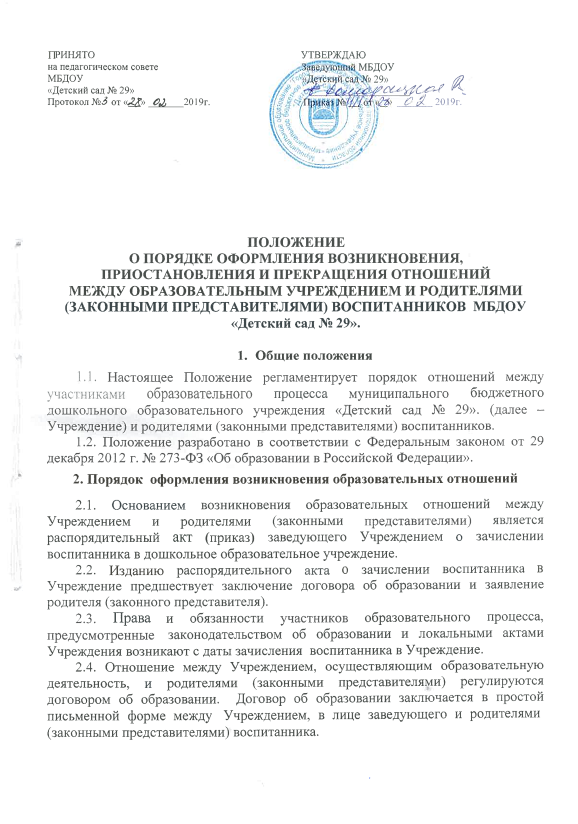 ПРИНЯТО
на педагогическом совете
МБДОУ
«Детский сад № 29»
Протокол №3 от «28» 02 2019г.
УТВЕРЖДАЮ
Заведующий МБДОУ
«Детский сад № 29»
Приказ № от « » 02 2019г.
ПОЛОЖЕНИЕ
О ПОРЯДКЕ ОФОРМЛЕНИЯ ВОЗНИКНОВЕНИЯ,
ПРИОСТАНОВЛЕНИЯ И ПРЕКРАЩЕНИЯ ОТНОШЕНИЙ
МЕЖДУ ОБРАЗОВАТЕЛЬНЫМ УЧРЕЖДЕНИЕМ И РОДИТЕЛЯМИ
(ЗАКОННЫМИ ПРЕДСТАВИТЕЛЯМИ) ВОСПИТАННИКОВ МБДОУ
«Детский сад № 29».
1. Общие положения
1.1. Настоящее Положение регламентирует порядок отношений между
участниками образовательного процесса муниципального бюджетного
дошкольного образовательного учреждения «Детский сад № 29». (далее –
Учреждение) и родителями (законными представителями) воспитанников.
1.2. Положение разработано в соответствии с Федеральным законом от 29
декабря 2012 г. № 273-ФЗ «Об образовании в Российской Федерации».
2. Порядок оформления возникновения образовательных отношений
2.1. Основанием возникновения образовательных отношений между
Учреждением и родителями (законными представителями) является
распорядительный акт (приказ) заведующего Учреждением о зачислении
воспитанника в дошкольное образовательное учреждение.
2.2. Изданию распорядительного акта о зачислении воспитанника в
Учреждение предшествует заключение договора об образовании и заявление
родителя (законного представителя).
2.3. Права и обязанности участников образовательного процесса,
предусмотренные законодательством об образовании и локальными актами
Учреждения возникают с даты зачисления воспитанника в Учреждение.
2.4. Отношение между Учреждением, осуществляющим образовательную
деятельность, и родителями (законными представителями) регулируются
договором об образовании. Договор об образовании заключается в простой
письменной форме между Учреждением, в лице заведующего и родителями
(законными представителями) воспитанника.